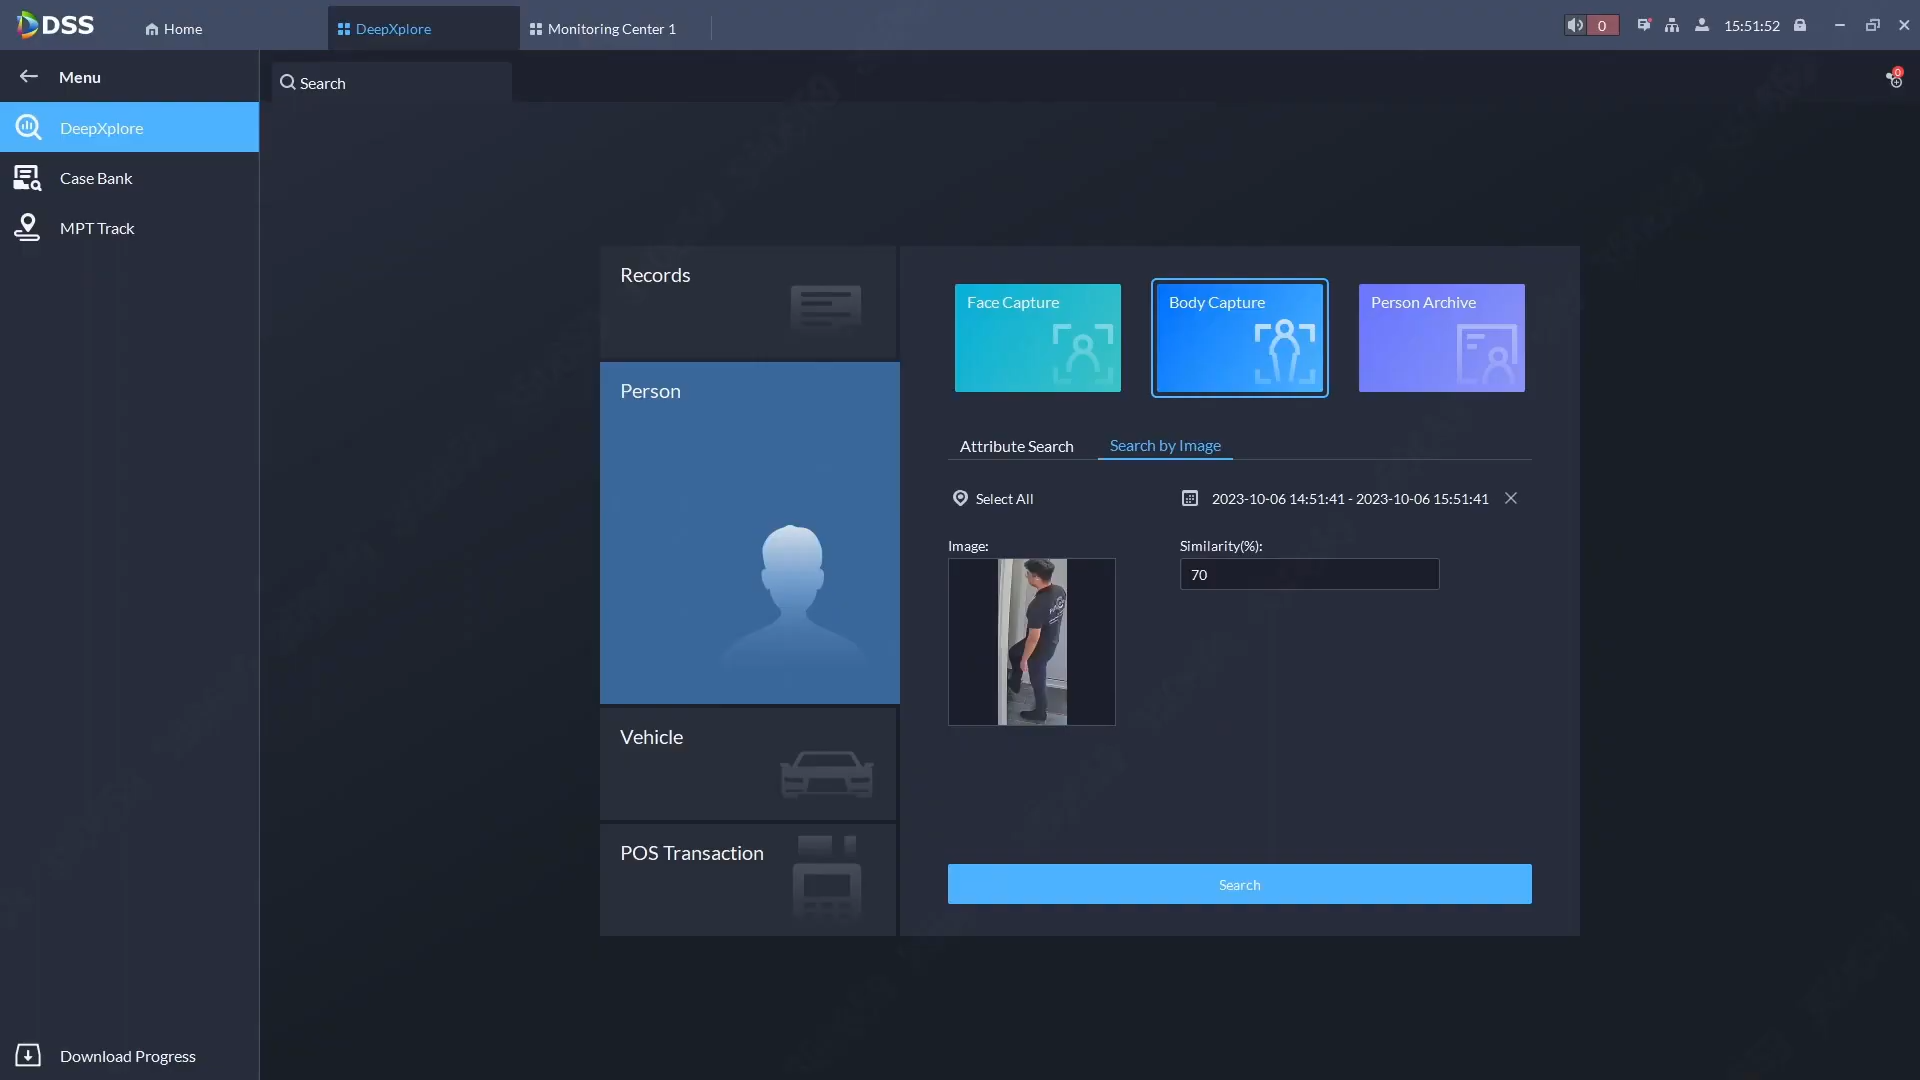 DSS
Home
DeepXplore
Monitoring Center 1
0
15:51:52
Menu
Search
0
DeepXplore
Case Bank
MPT Track
Records
Person
Vehicle
POS Transaction
Face Capture
Body Capture
Person Archive
Attribute Search
Search by Image
Select All
2023-10-06 14:51:41 - 2023-10-06 15:51:41
Image:
Similarity(%):
70
Search
Download Progress